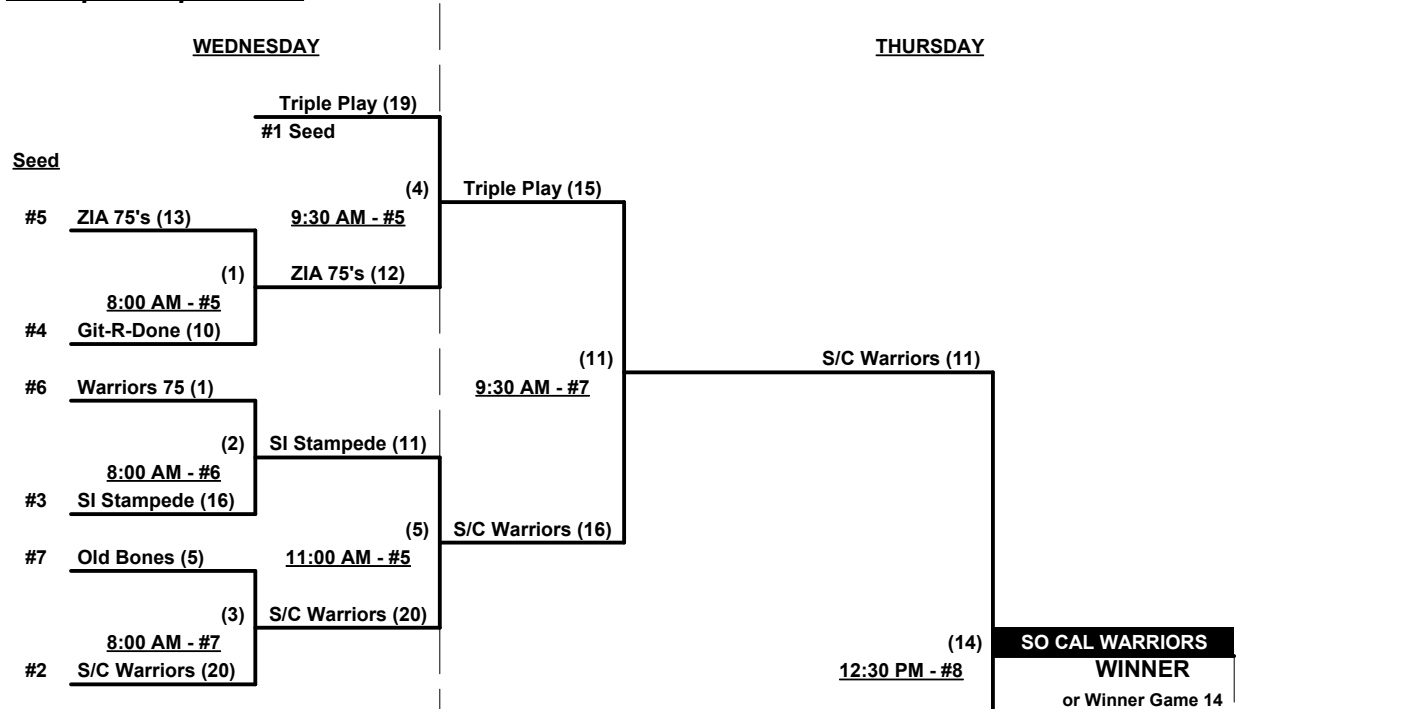 WEDNESDAY THURSDAY
Triple Play (19)
#1 Seed
Seed
(4) Triple Play (15)
#5 ZIA 75's (13) 9:30 AM - #5
(1) ZIA 75's (12)
8:00 AM - #5
#4 Git-R-Done (10)
(11) S/C Warriors (11)
#6 Warriors 75 (1) 9:30 AM - #7
(2) SI Stampede (11)
8:00 AM - #6
#3 SI Stampede (16)
(5) S/C Warriors (16)
#7 Old Bones (5) 11:00 AM - #5
(3) S/C Warriors (20)
8:00 AM - #7 (14) SO CAL WARRIORS
#2 S/C Warriors (20) 12:30 PM - #8 WINNER
or Winner Game 14